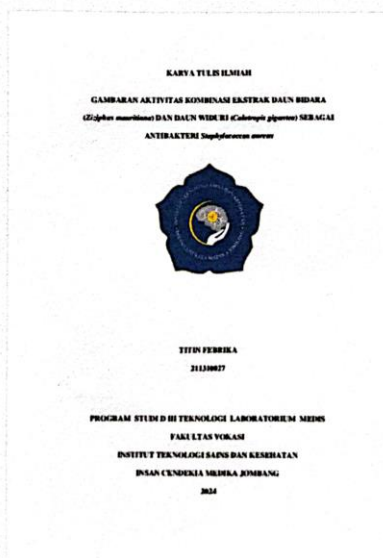 KARYA TULIS ILMIAH
GAMBARAN AKTIVITAS KOMBINASI EKSTRAK DAUN BIDARA
(Ziziphus mauritiana) DAN DAUN WIDURI (Calotropis gigantea) SEBAGAI
ANTIBAKTERI Staphylococcus aureus
TITIN FEBRIKA
211310027
PROGRAM STUDI D III TEKNOLOGI LABORATORIUM MEDIS
FAKULTAS VOKASI
INSTITUT TEKNOLOGI SAINS DAN KESEHATAN
INSAN CENDEKIA MEDIKA JOMBANG
2024